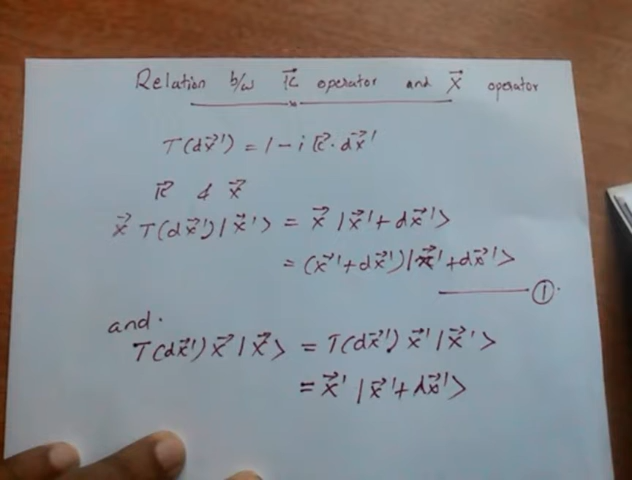 Relation b/w K⃗ operator and X⃗ operator
T(dx⃗') = 1 - i K⃗ · dx⃗'
K⃗ & x⃗
x⃗ T(dx⃗')|x⃗'> = x⃗ |x⃗' + dx⃗'>
= (x⃗' + dx⃗')|x⃗' + dx⃗'>
①.
and.
T(dx⃗') x⃗ |x⃗> = T(dx⃗') x⃗' |x⃗'>
= x⃗' |x⃗' + dx⃗'>